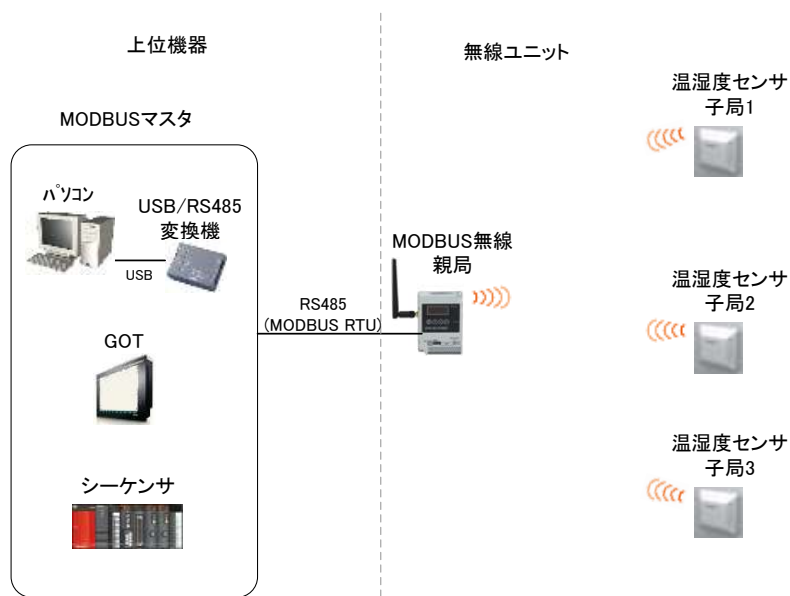 上位機器
無線ユニット
MODBUSマスタ
パソコン
USB/RS485
変換機
USB
GOT
シーケンサ
RS485
(MODBUS RTU)
MODBUS無線
親局
温湿度センサ
子局1
温湿度センサ
子局2
温湿度センサ
子局3